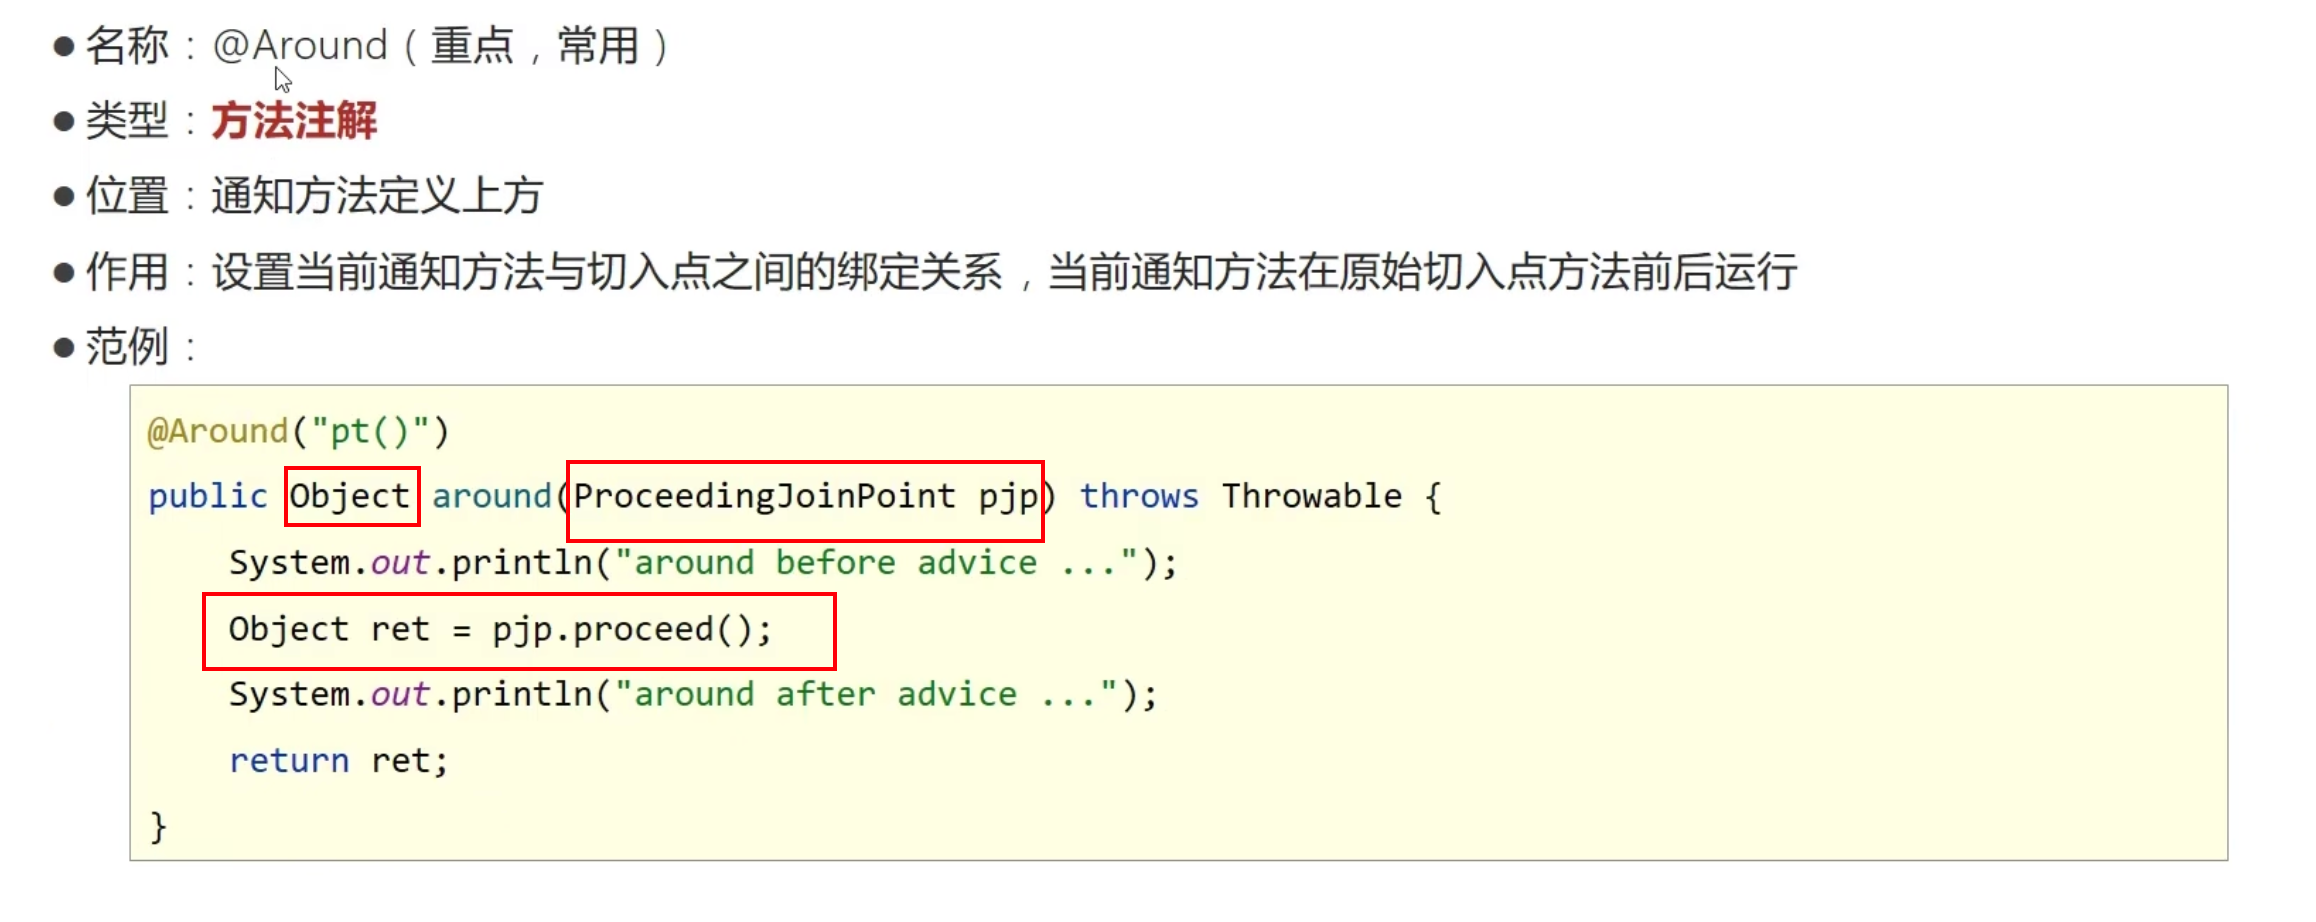 ● 名称：@Around（重点，常用）
● 类型：方法注解
● 位置：通知方法定义上方
● 作用：设置当前通知方法与切入点之间的绑定关系，当前通知方法在原始切入点方法前后运行
● 范例：
@Around("pt()")
public Object around(ProceedingJoinPoint pjp) throws Throwable {
    System.out.println("around before advice ...");
    Object ret = pjp.proceed();
    System.out.println("around after advice ...");
    return ret;
}